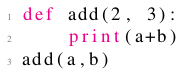 1 def add(2, 3):
2     print(a+b)
3 add(a,b)